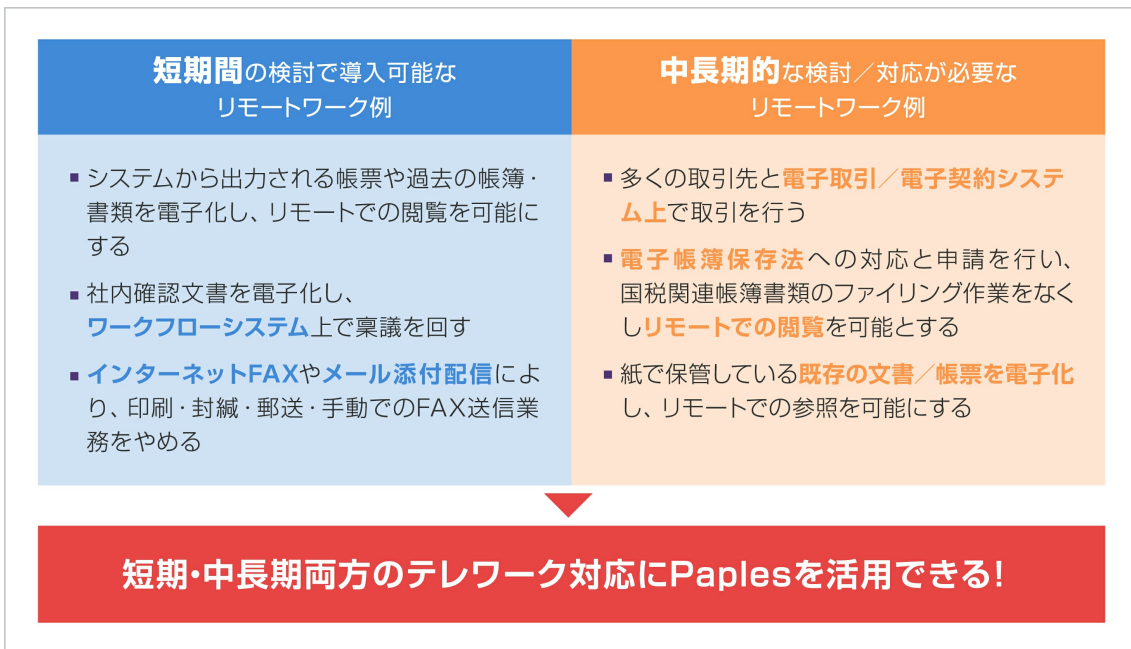 短期間の検討で導入可能な
リモートワーク例
■ システムから出力される帳票や過去の帳簿・
書類を電子化し、リモートでの閲覧を可能に
する
■ 社内確認文書を電子化し、
ワークフローシステム上で稟議を回す
■ インターネットFAXやメール添付配信によ
り、印刷・封緘・郵送・手動でのFAX送信業
務をやめる
中長期的な検討／対応が必要な
リモートワーク例
■ 多くの取引先と電子取引／電子契約システ
ム上で取引を行う
■ 電子帳簿保存法への対応と申請を行い、
国税関連帳簿書類のファイリング作業をなく
しリモートでの閲覧を可能とする
■ 紙で保管している既存の文書／帳票を電子化
し、リモートでの参照を可能にする
短期・中長期両方のテレワーク対応にPaplesを活用できる!